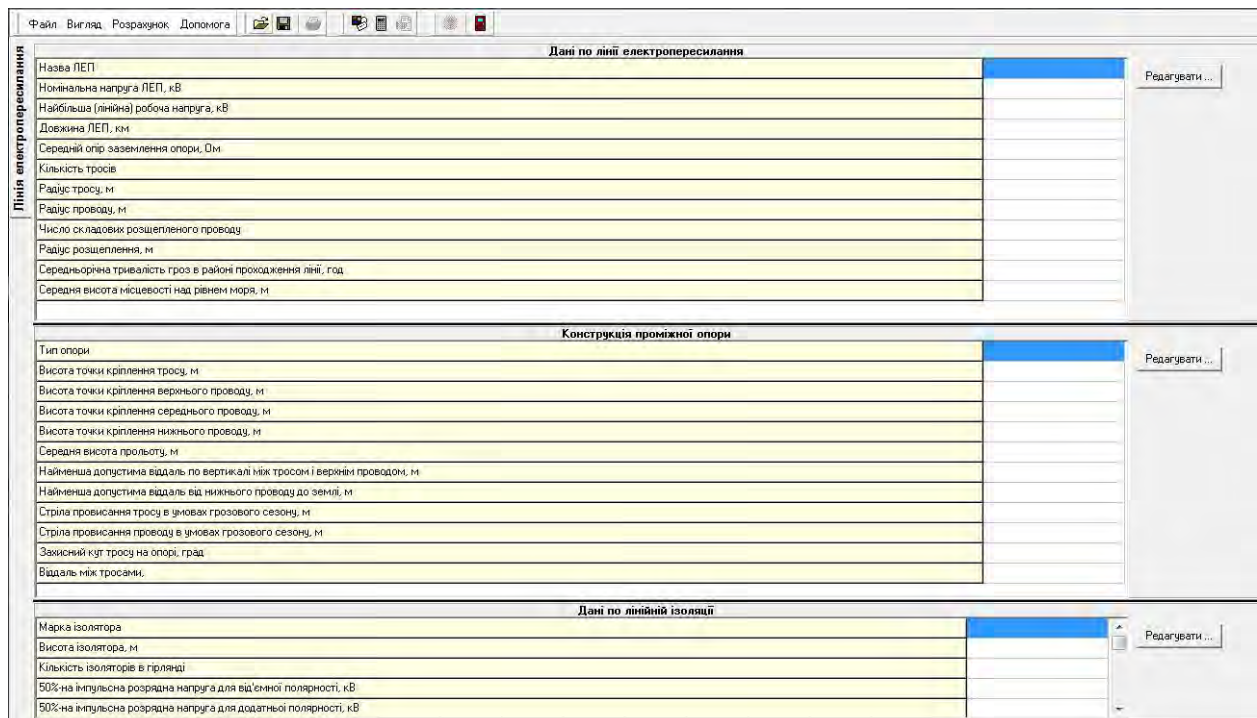 Файл Вигляд Розрахунок Допомога
Лінія електропересилання
Дані по лінії електропересилання
Назва ЛЕП
Редагувати ...
Номінальна напруга ЛЕП, кВ
Найбільша (лінійна) робоча напруга, кВ
Довжина ЛЕП, км
Середній опір заземлення опори, Ом
Кількість тросів
Радіус тросу, м
Радіус проводу, м
Число складових розщепленого проводу
Радіус розщеплення, м
Середньорічна тривалість гроз в районі проходження лінії, год
Середня висота місцевості над рівнем моря, м
Конструкція проміжної опори
Тип опори
Редагувати ...
Висота точки кріплення тросу, м
Висота точки кріплення верхнього проводу, м
Висота точки кріплення середнього проводу, м
Висота точки кріплення нижнього проводу, м
Середня висота прольоту, м
Найменша допустима віддаль по вертикалі між тросом і верхнім проводом, м
Найменша допустима віддаль від нижнього проводу до землі, м
Стріла провисання тросу в умовах грозового сезону, м
Стріла провисання проводу в умовах грозового сезону, м
Захисний кут тросу на опорі, град
Віддаль між тросами,
Дані по лінійній ізоляції
Марка ізолятора
Редагувати ...
Висота ізолятора, м
Кількість ізоляторів в гірлянді
50%-на імпульсна розрядна напруга для від'ємної полярності, кВ
50%-на імпульсна розрядна напруга для додатньої полярності, кВ